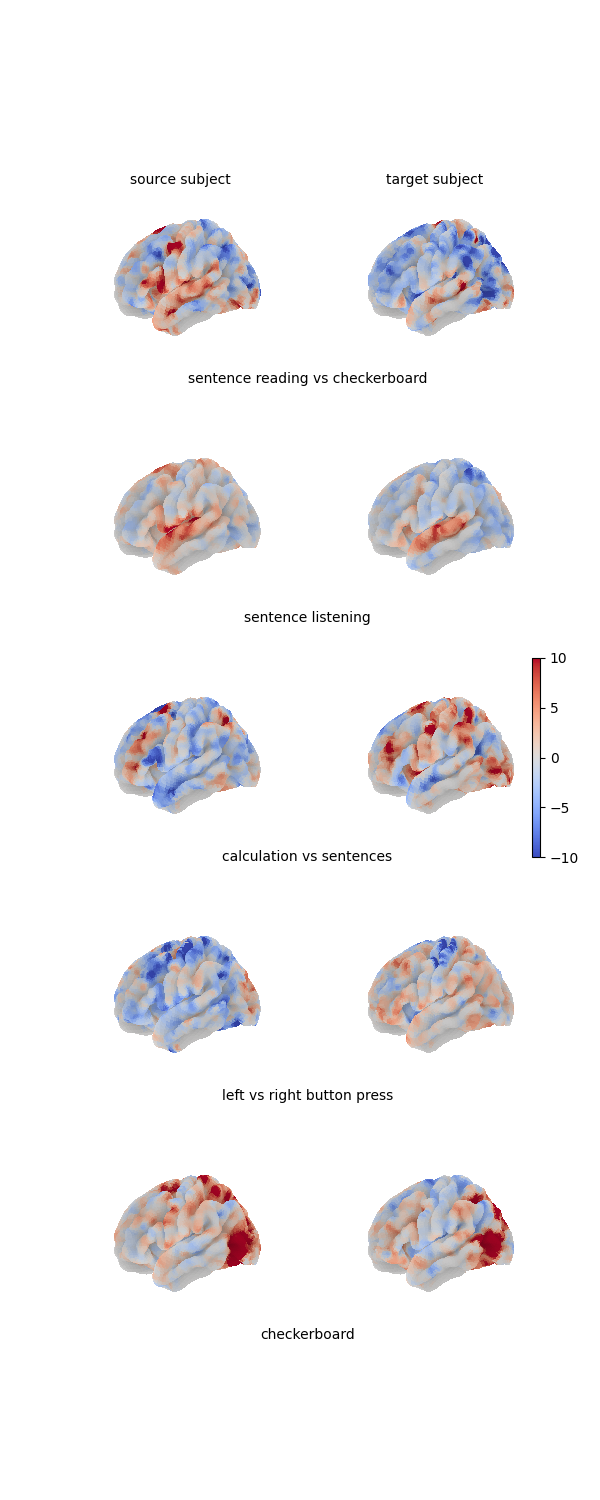 source subject
target subject
sentence reading vs checkerboard
sentence listening
10
5
0
−5
−10
calculation vs sentences
left vs right button press
checkerboard